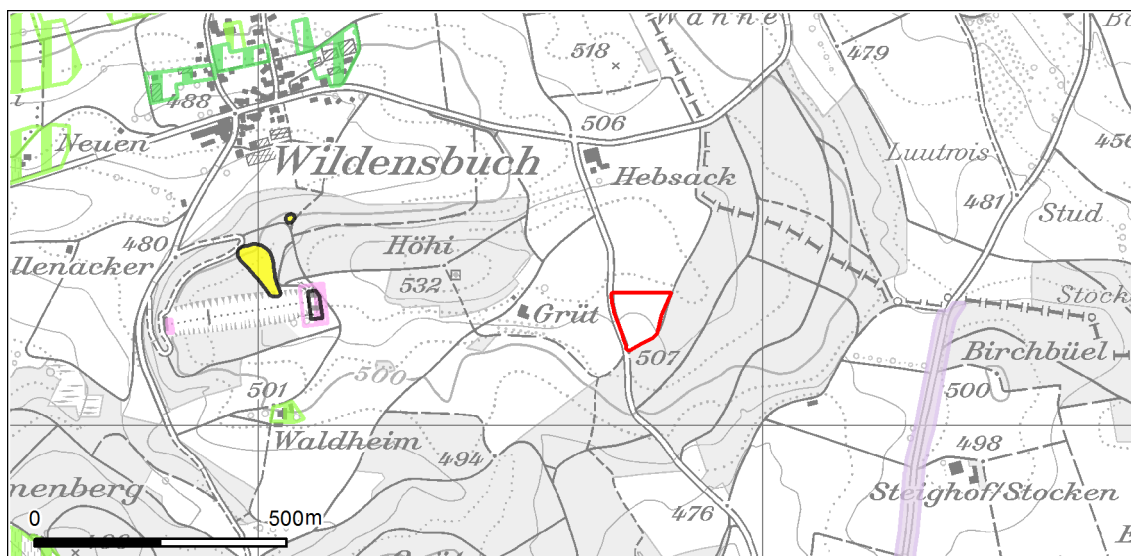 Wanne
518
479
488
506
Neuen
Wildensbuch
Hebsack
Luutrois
456
481
Stud
480
llenacker
Höhi
532
Grüt
Stock
507
Birchbüel
500
500
501
Waldheim
494
498
Steighof/Stocken
nenberg
476
0
500m